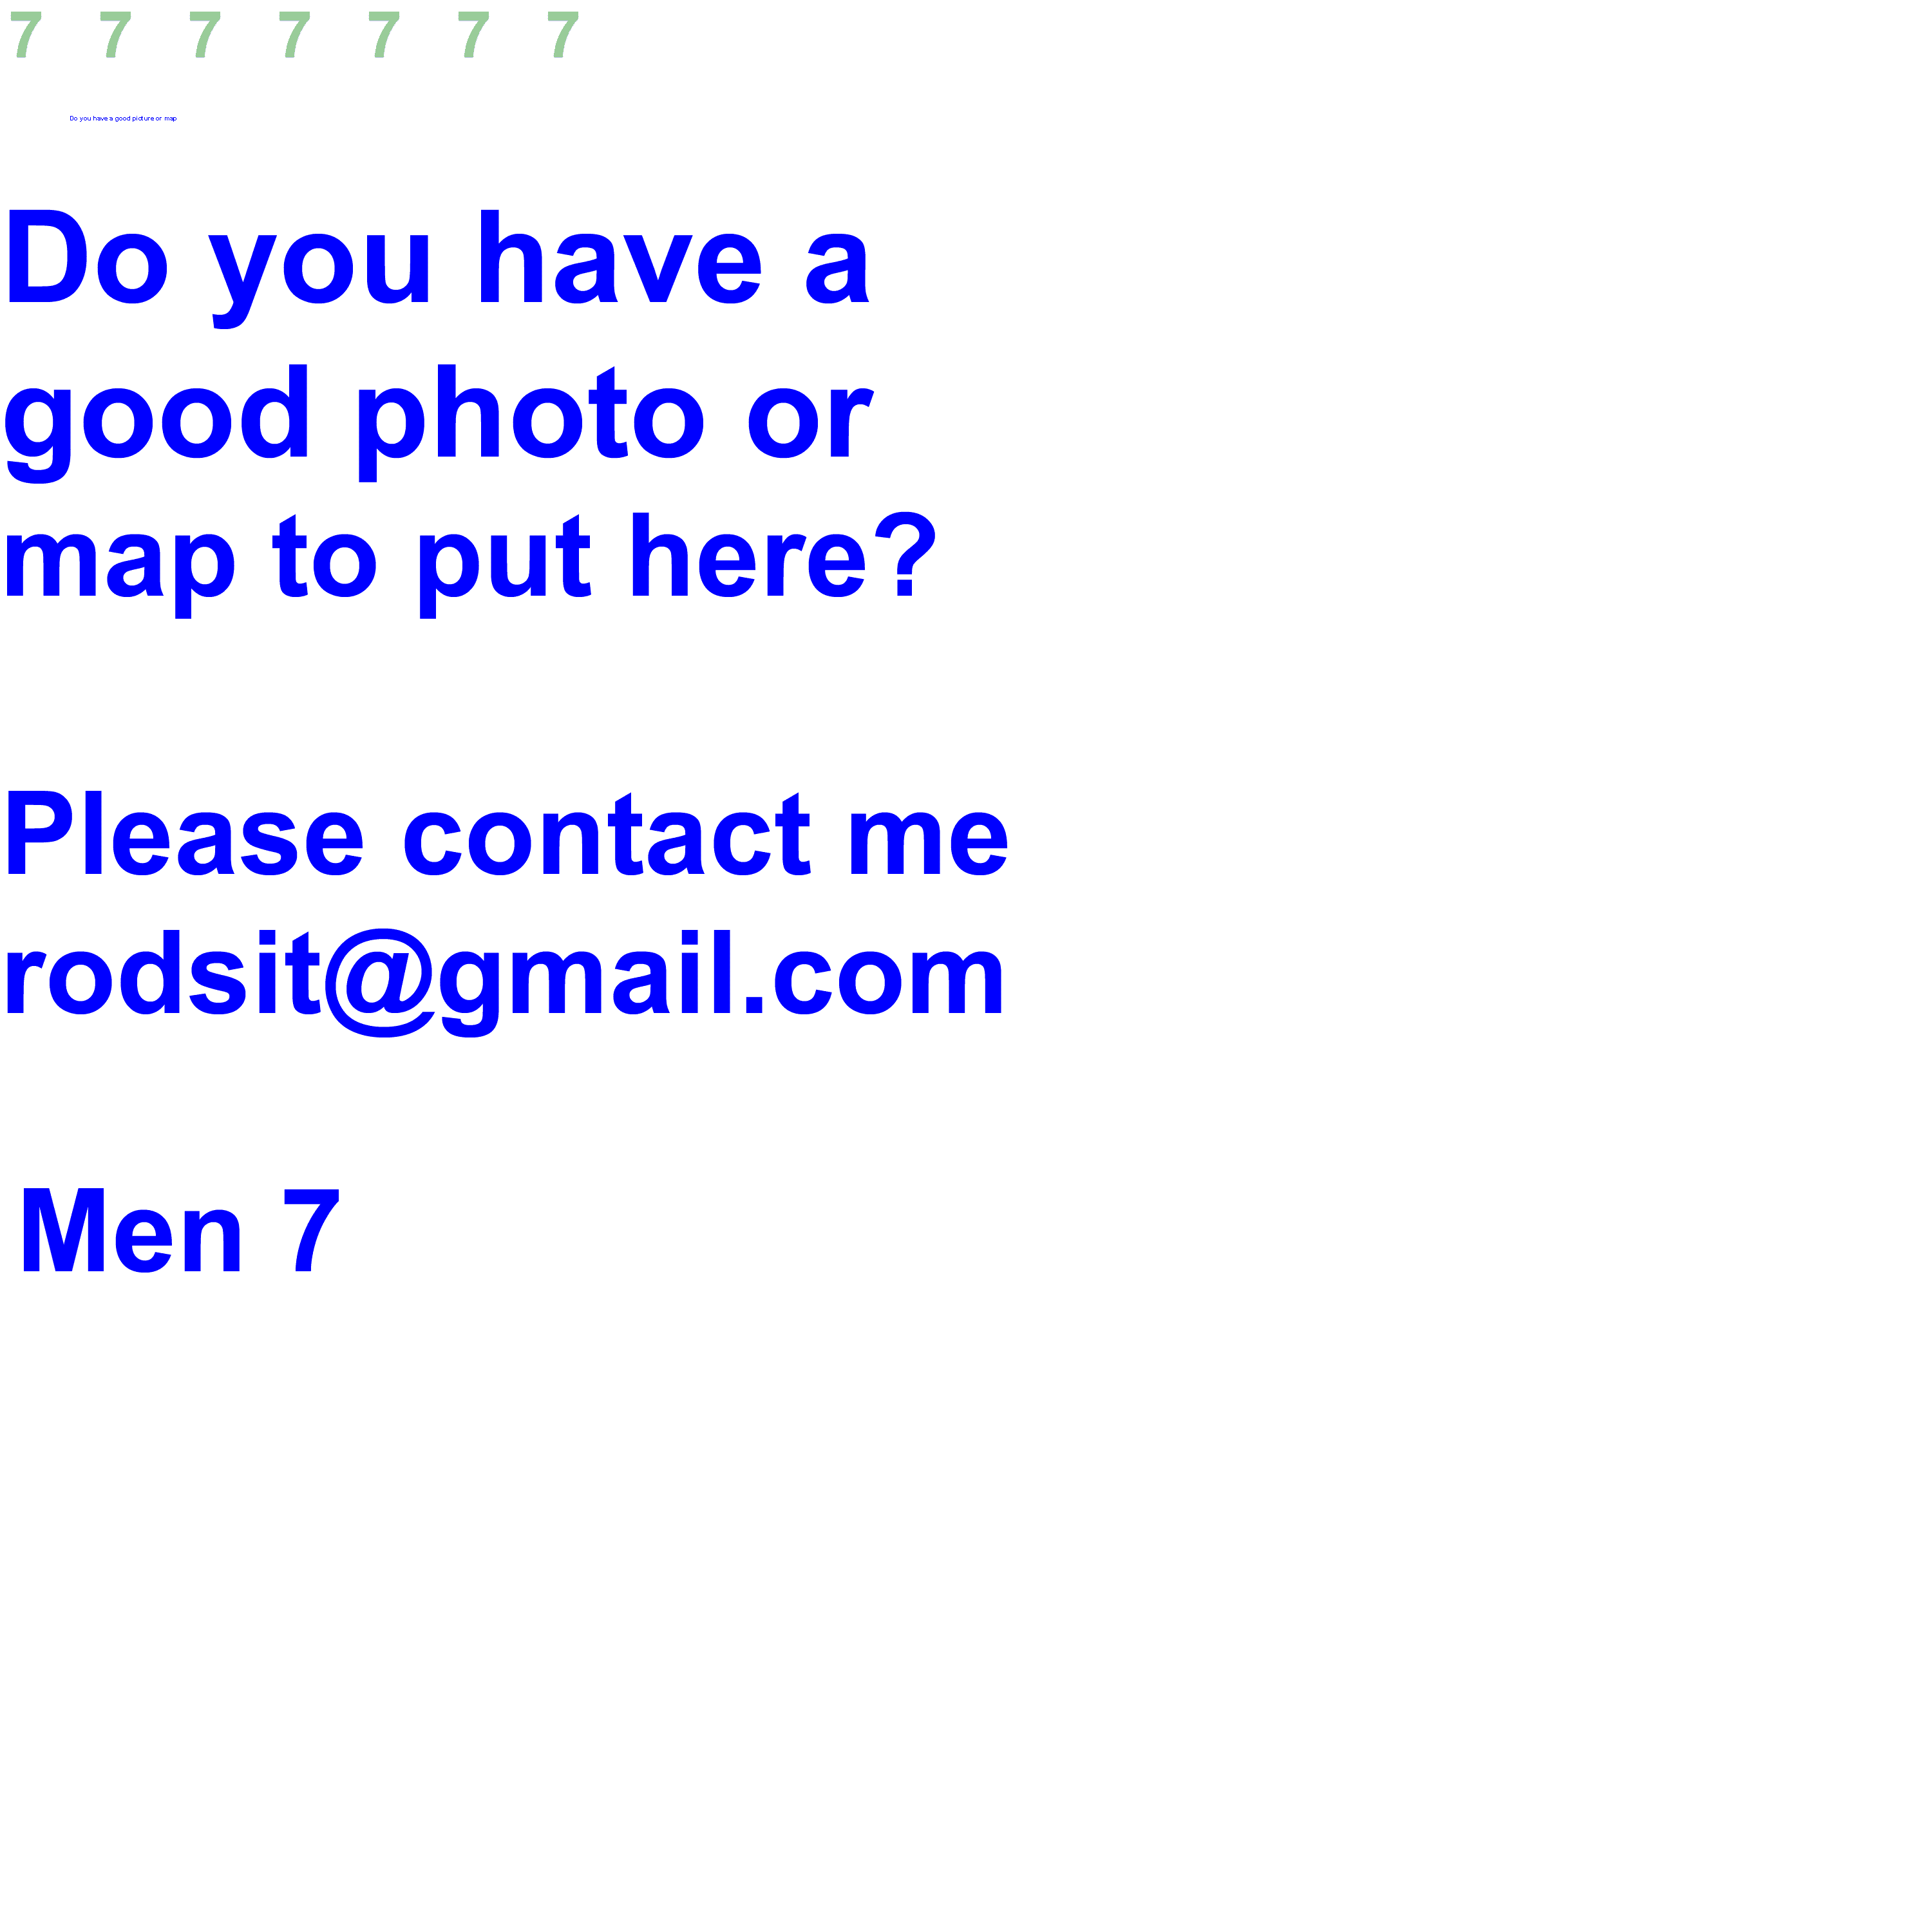 7 7 7 7 7 7 7
Do you have a good picture or map
Do you have a
good photo or
map to put here?
Please contact me
rodsit@gmail.com
Men 7